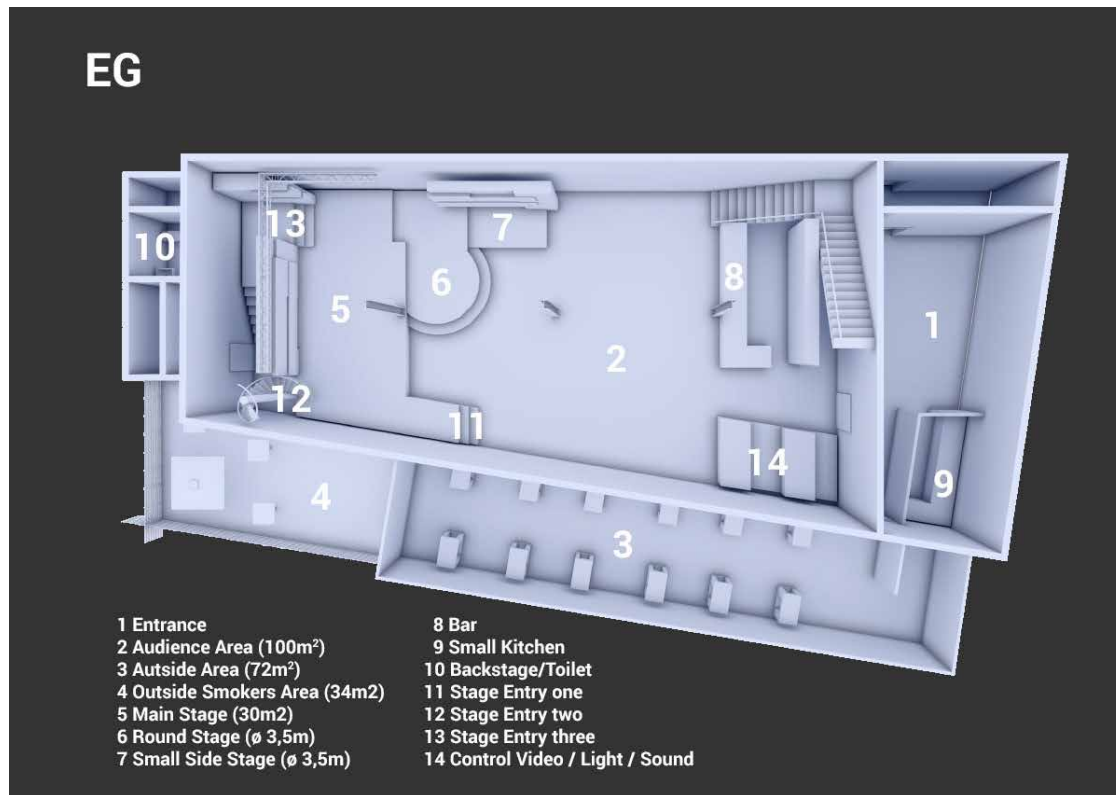 EG
13
10
7
6
8
5
1
2
12
11
14
9
4
3
1 Entrance
2 Audience Area (100m²)
3 Autside Area (72m²)
4 Outside Smokers Area (34m2)
5 Main Stage (30m2)
6 Round Stage (ø 3,5m)
7 Small Side Stage (ø 3,5m)
8 Bar
9 Small Kitchen
10 Backstage/Toilet
11 Stage Entry one
12 Stage Entry two
13 Stage Entry three
14 Control Video / Light / Sound